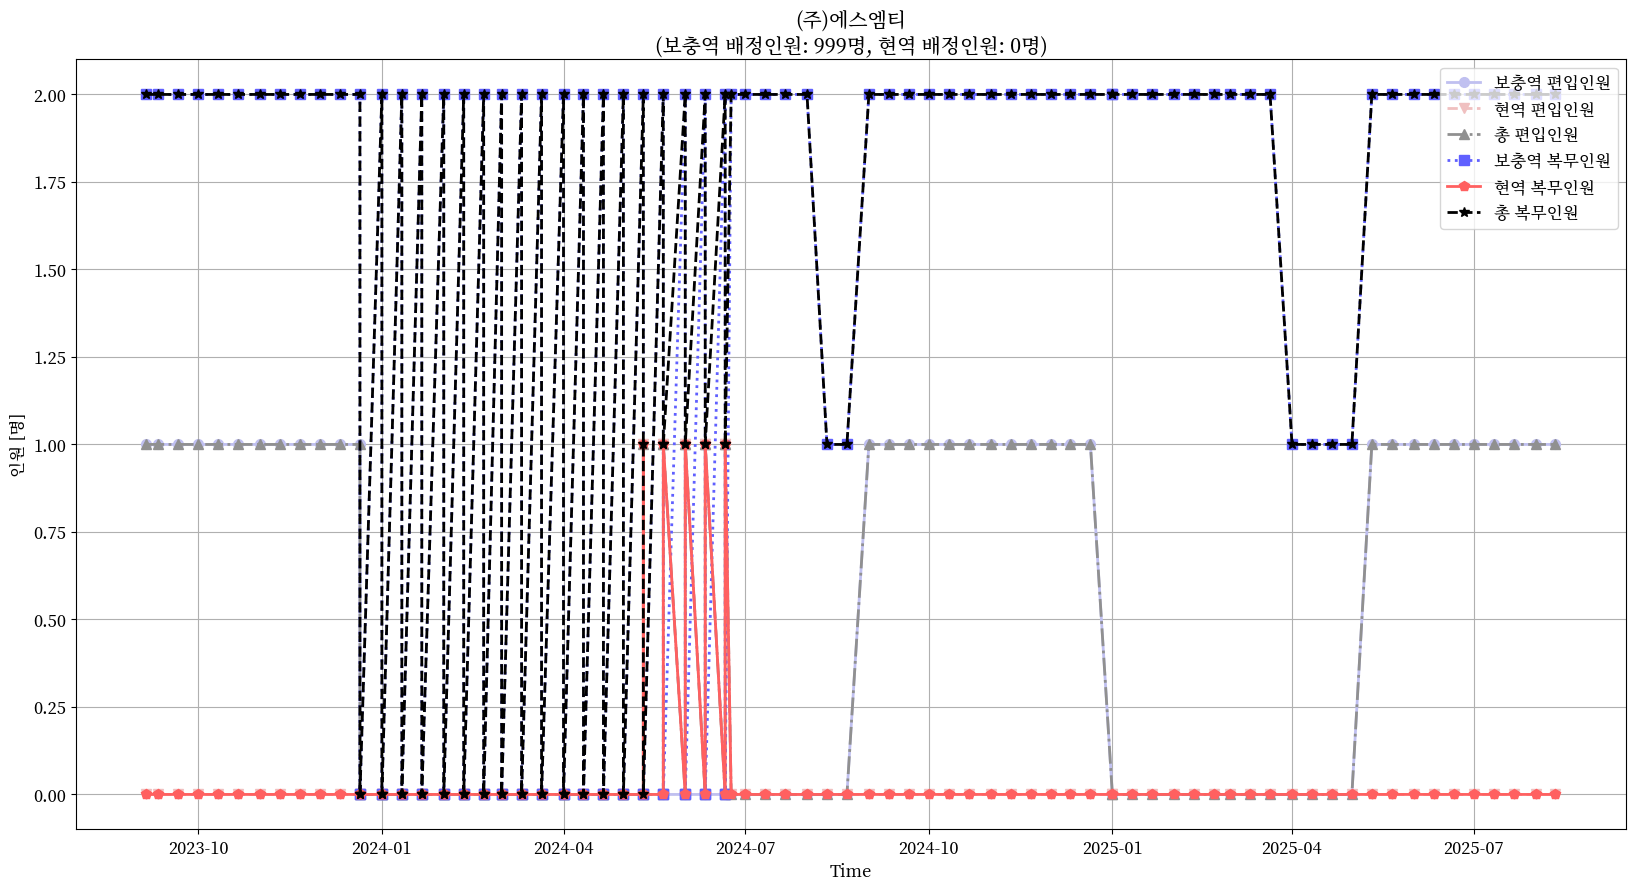 (주)에스엠티
(보충역 배정인원: 999명, 현역 배정인원: 0명)
인원 [명]
2.00
1.75
1.50
1.25
1.00
0.75
0.50
0.25
0.00
보충역 편입인원
현역 편입인원
총 편입인원
보충역 복무인원
현역 복무인원
총 복무인원
2023-10
2024-01
2024-04
2024-07
2024-10
2025-01
2025-04
2025-07
Time